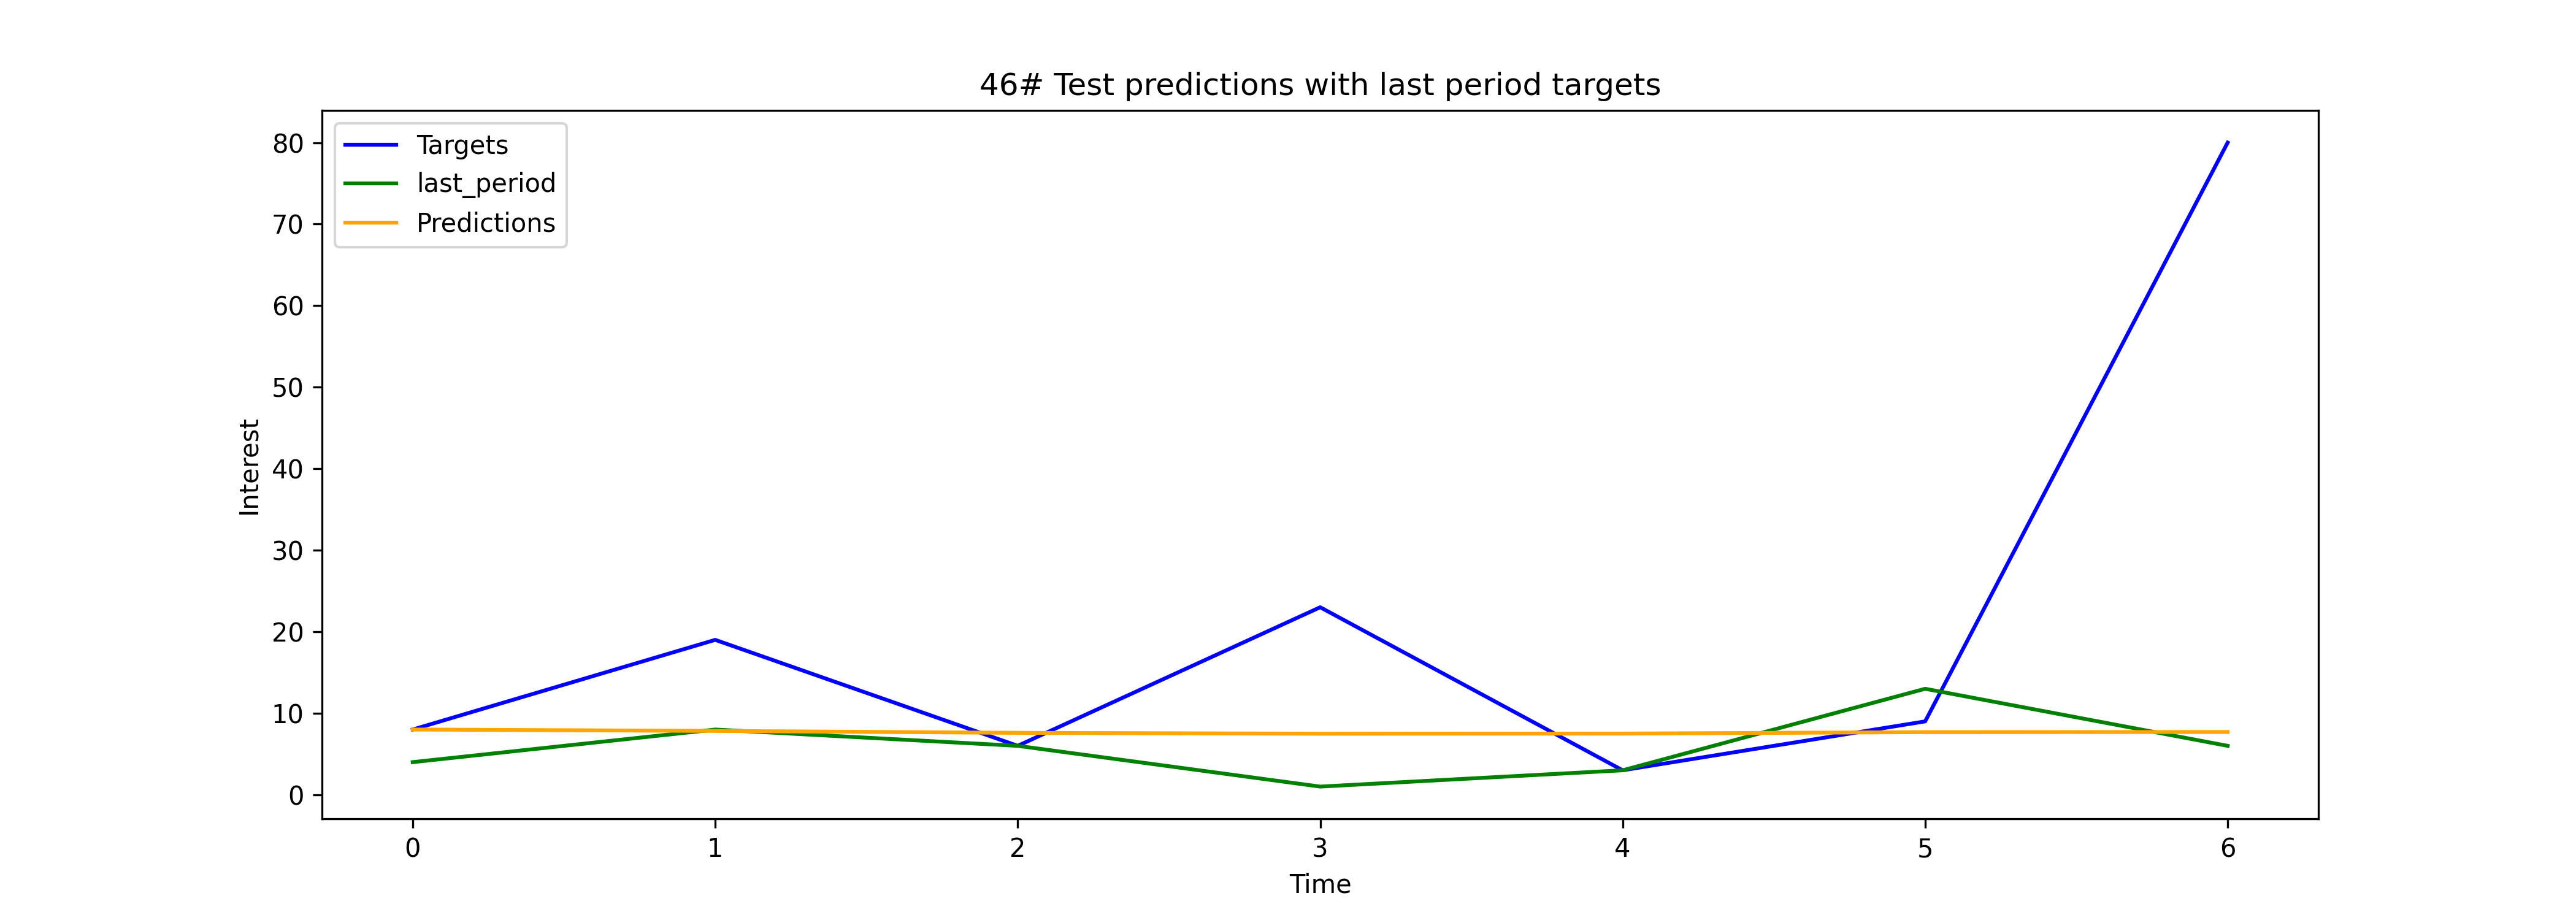 46# Test predictions with last period targets
Targets
last_period
Predictions
80
70
60
50
40
30
20
10
0
Interest
0 1 2 3 4 5 6
Time